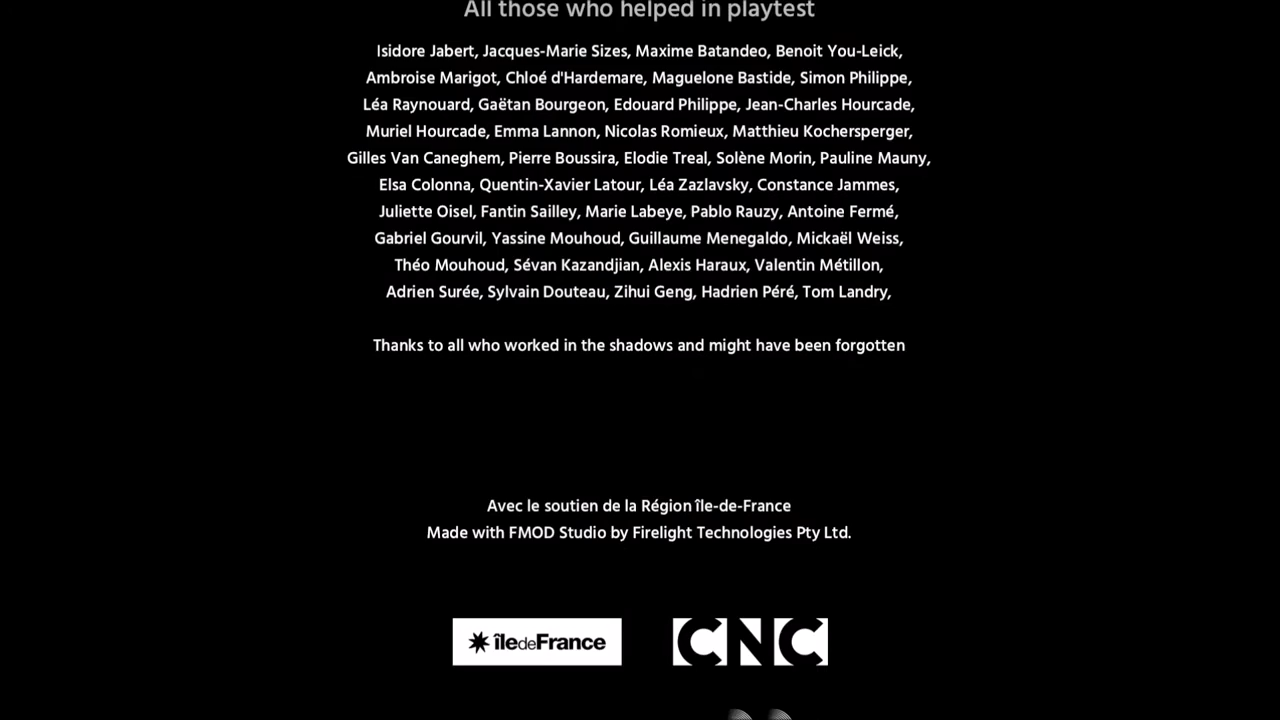 All those who helped in playtest
Isidore Jabert, Jacques-Marie Sizes, Maxime Batandeo, Benoit You-Leick,
Ambroise Marigot, Chloé d'Hardemare, Maguelone Bastide, Simon Philippe,
Léa Raynouard, Gaëtan Bourgeon, Edouard Philippe, Jean-Charles Hourcade,
Muriel Hourcade, Emma Lannon, Nicolas Romieux, Matthieu Kochersperger,
Gilles Van Caneghem, Pierre Boussira, Elodie Treal, Solène Morin, Pauline Mauny,
Elsa Colonna, Quentin-Xavier Latour, Léa Zazlavsky, Constance Jammes,
Juliette Oisel, Fantin Sailley, Marie Labeye, Pablo Rauzy, Antoine Fermé,
Gabriel Gourvil, Yassine Mouhoud, Guillaume Menegaldo, Mickaël Weiss,
Théo Mouhoud, Sévan Kazandjian, Alexis Haraux, Valentin Métillon,
Adrien Surée, Sylvain Douteau, Zihui Geng, Hadrien Péré, Tom Landry,
Thanks to all who worked in the shadows and might have been forgotten
Avec le soutien de la Région île-de-France
Made with FMOD Studio by Firelight Technologies Pty Ltd.
îledeFrance
CNC